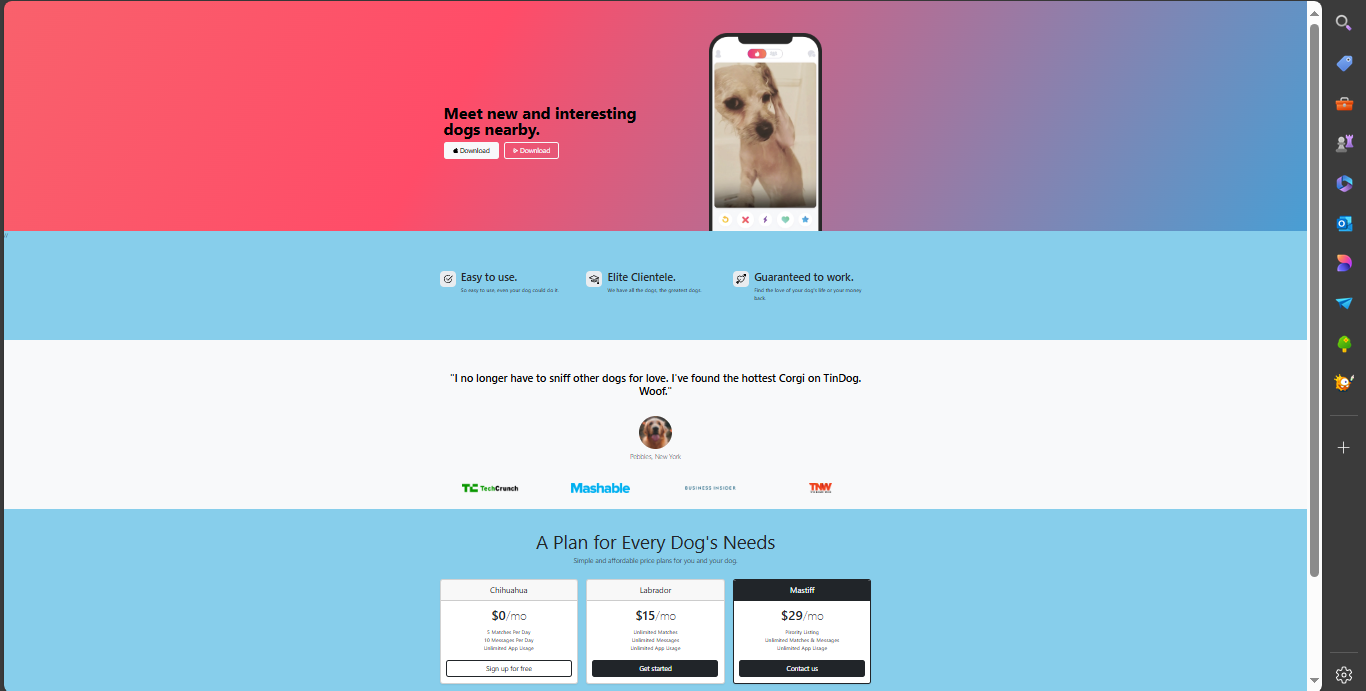 Meet new and interesting
dogs nearby.
Download
Download
Easy to use.
So easy to use, even your dog could do it.
Elite Clientele.
We have all the dogs, the greatest dogs.
Guaranteed to work.
Find the love of your dog's life or your money
back.
"I no longer have to sniff other dogs for love. I've found the hottest Corgi on TinDog.
Woof."
Pebbles, New York
TC TechCrunch
Mashable
BUSINESS INSIDER
TNW
A Plan for Every Dog's Needs
Simple and affordable price plans for you and your dog.
Chihuahua
$0/mo
5 Matches Per Day
10 Messages Per Day
Unlimited App Usage
Sign up for free
Labrador
$15/mo
Unlimited Matches
Unlimited Messages
Unlimited App Usage
Get started
Mastiff
$29/mo
Pirority Listing
Unlimited Matches & Messages
Unlimited App Usage
Contact us